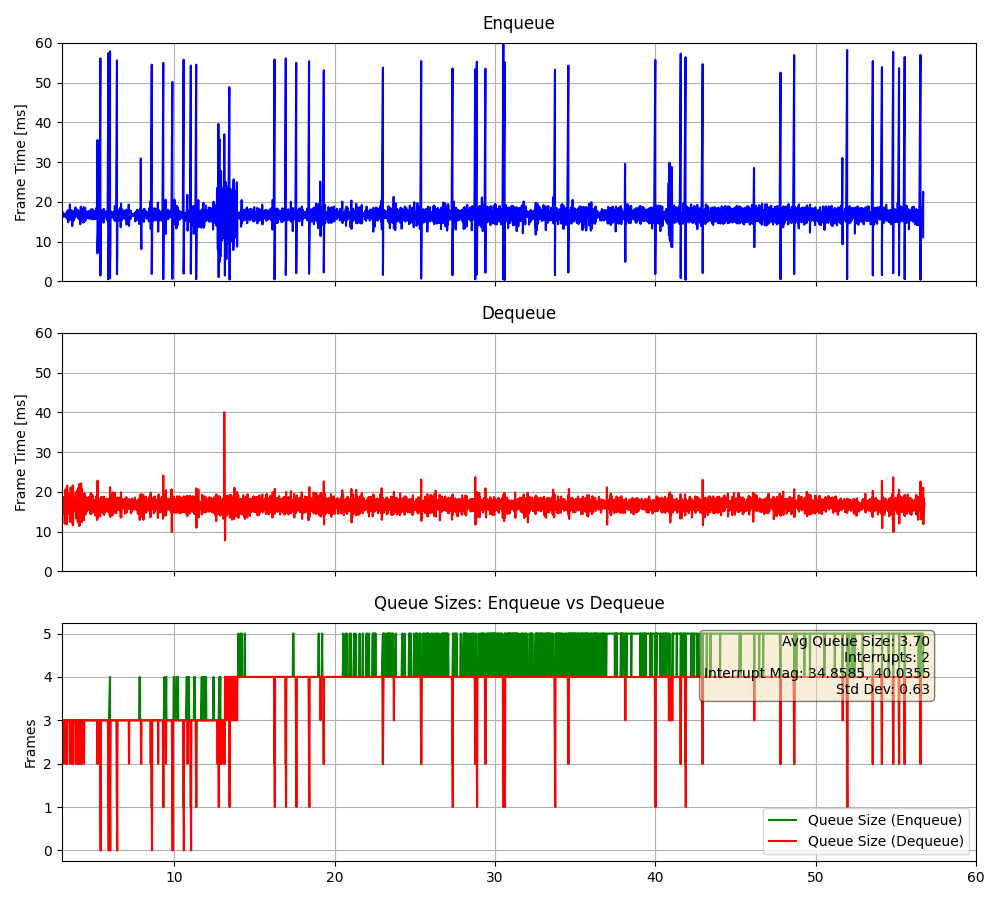 Enqueue
Frame Time [ms]
60
50
40
30
20
10
0
Dequeue
Frame Time [ms]
60
50
40
30
20
10
0
Queue Sizes: Enqueue vs Dequeue
Frames
5
4
3
2
1
0
Avg Queue Size: 3.70
Interrupts: 2
Interrupt Mag: 34.8585, 40.0355
Std Dev: 0.63
Queue Size (Enqueue)
Queue Size (Dequeue)
10 20 30 40 50 60